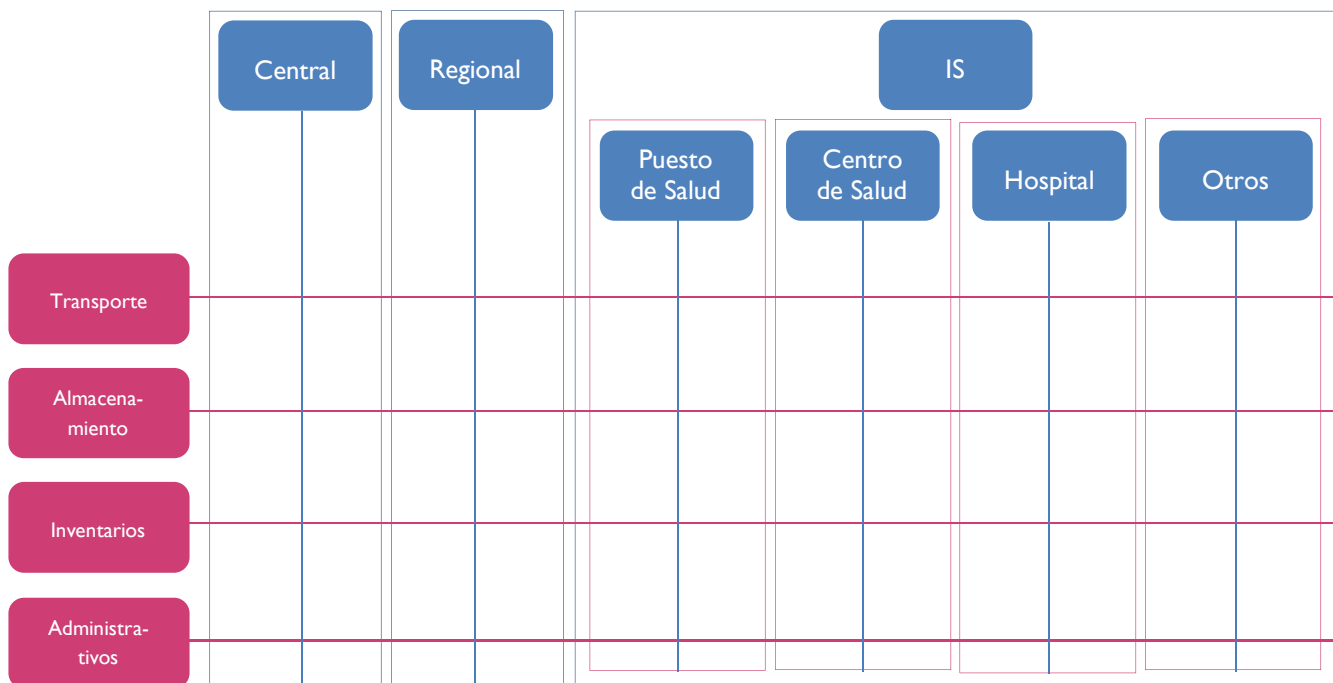 Central
Regional
IS
Puesto
de Salud
Centro
de Salud
Hospital
Otros
Transporte
Almacena-
miento
Inventarios
Administra-
tivos